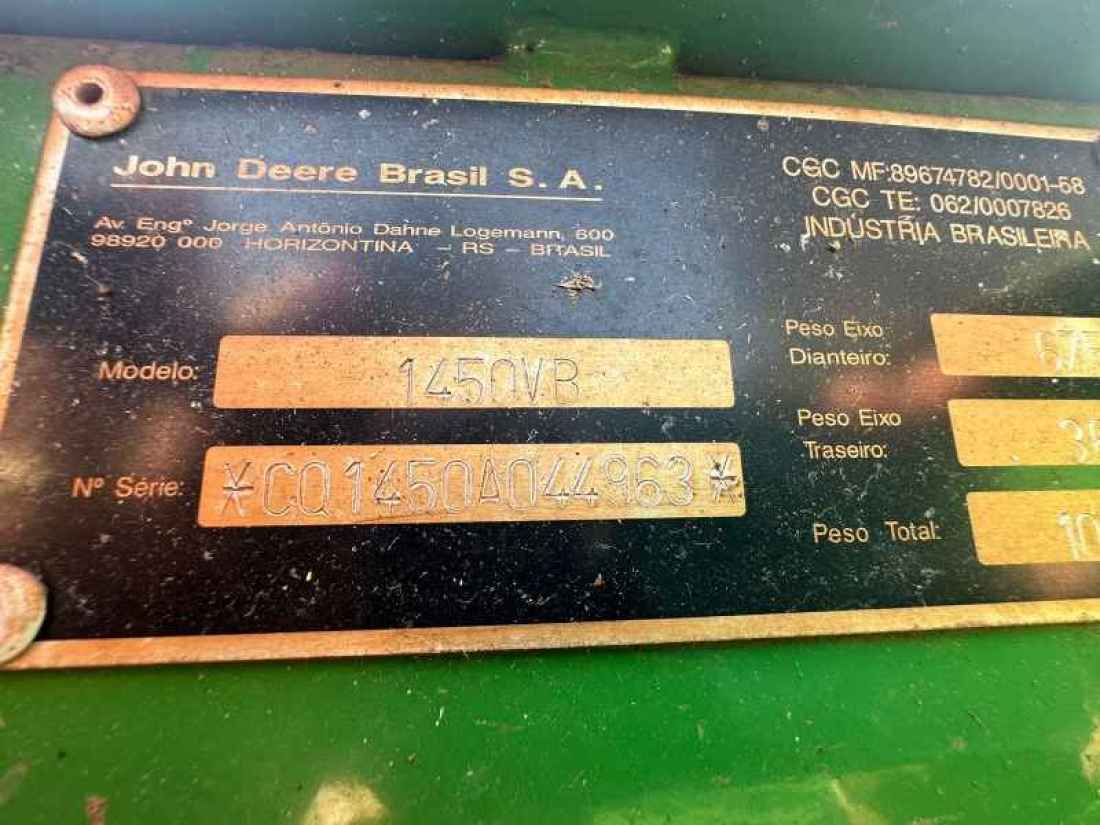 John Deere Brasil S. A.
Av. Engº Jorge Antônio Dahne Logemann, 600
98920 000 HORIZONTINA - RS - BRASIL
CGC MF:89674782/0001-58
CGC TE: 062/0007826
INDÚSTRIA BRASILEIRA
Modelo: 1450VB
Nº Série: *CQ1450A044963*
Peso Eixo
Dianteiro:
Peso Eixo
Traseiro:
Peso Total: 10